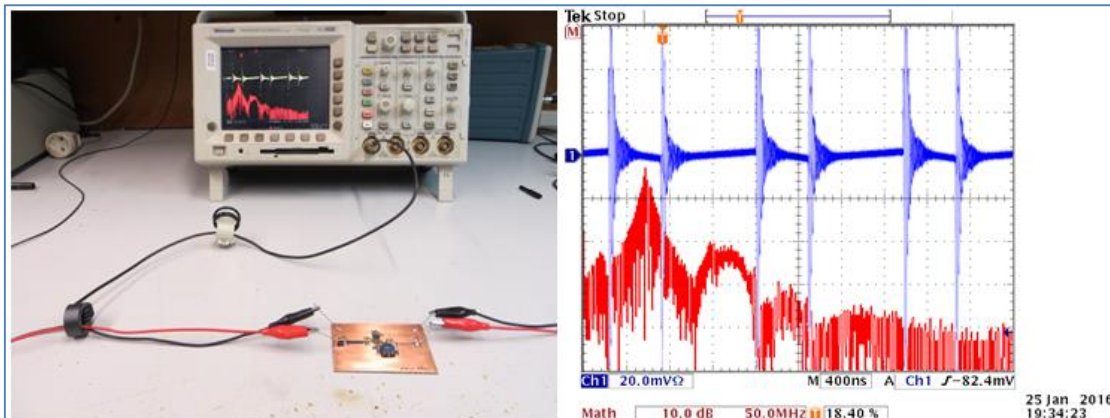 Tektronix
Tek Stop
M
T
T
1
Ch1 20.0mVΩ M 400ns A Ch1 ʃ−82.4mV
Math 10.0 dB 50.0MHz T 18.40 %
25 Jan 2016
19:34:23